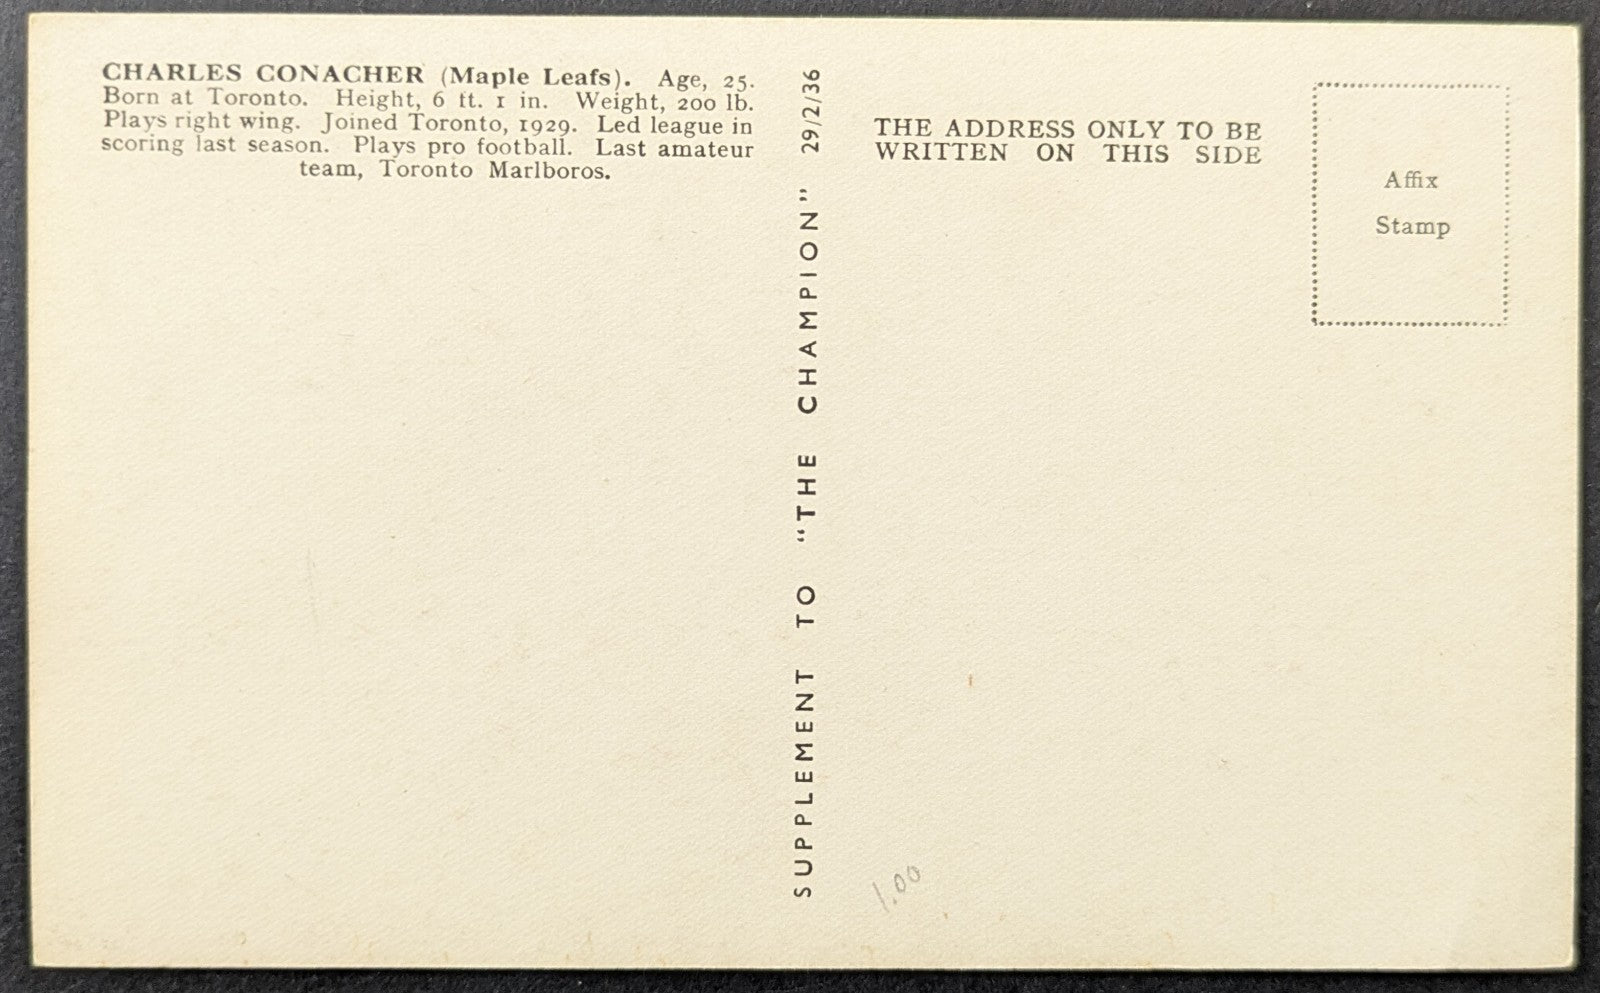 CHARLES CONACHER (Maple Leafs). Age, 25.
Born at Toronto. Height, 6 ft. 1 in. Weight, 200 lb.
Plays right wing. Joined Toronto, 1929. Led league in
scoring last season. Plays pro football. Last amateur
team, Toronto Marlboros.
SUPPLEMENT TO "THE CHAMPION" 29/2/36
THE ADDRESS ONLY TO BE
WRITTEN ON THIS SIDE
Affix
Stamp
1.00